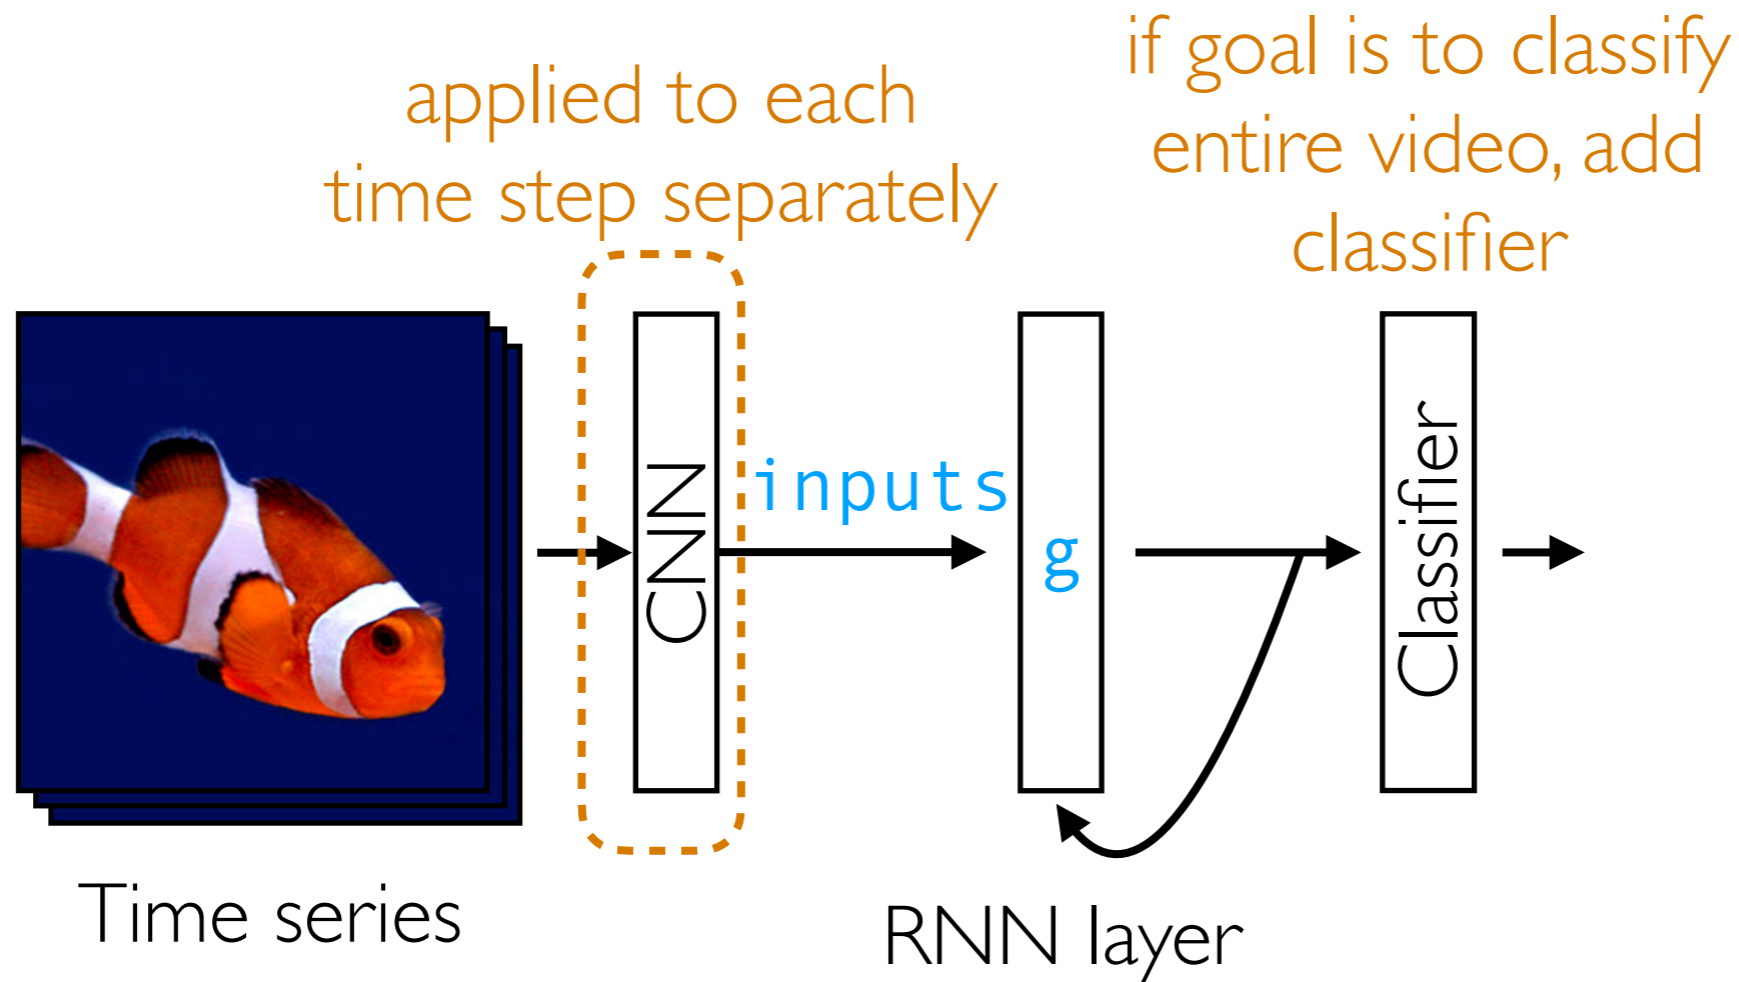 applied to each
time step separately
if goal is to classify
entire video, add
classifier
CNN
inputs
g
Classifier
Time series
RNN layer